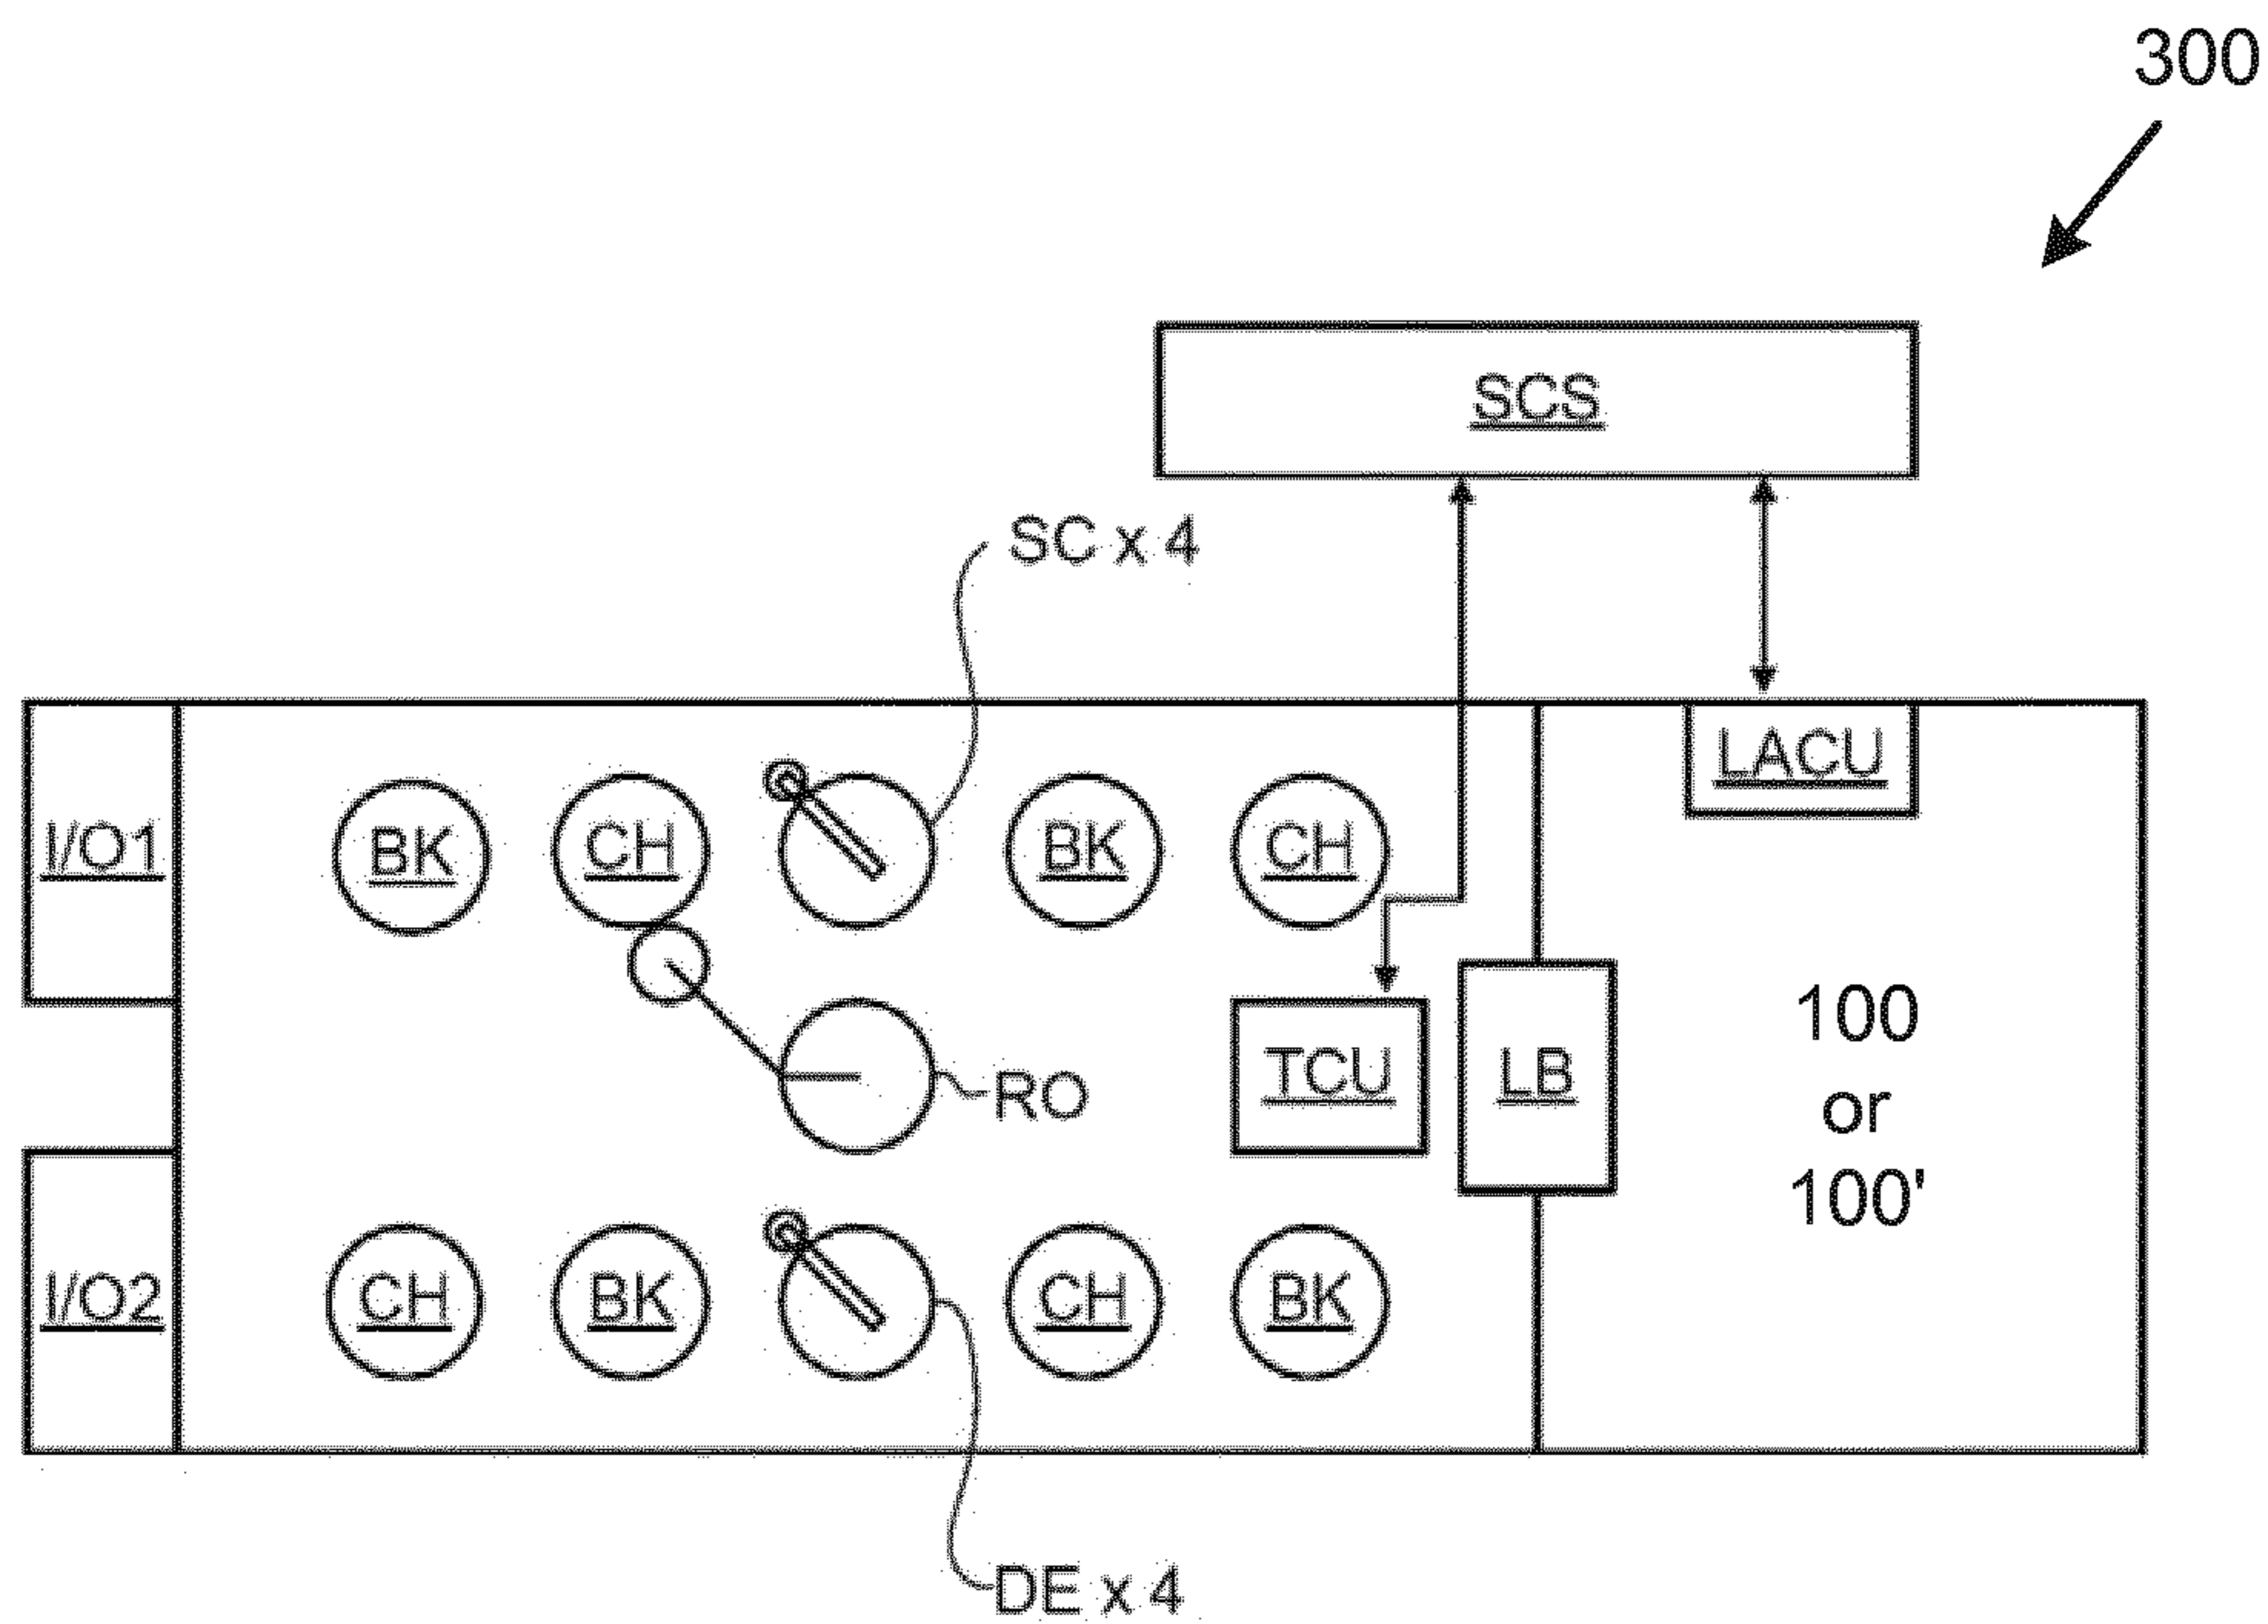 300
SCS
SC x 4
LACU
I/O1
BK
CH
BK
CH
100
or
100'
TCU
LB
RO
I/O2
CH
BK
CH
BK
DE x 4